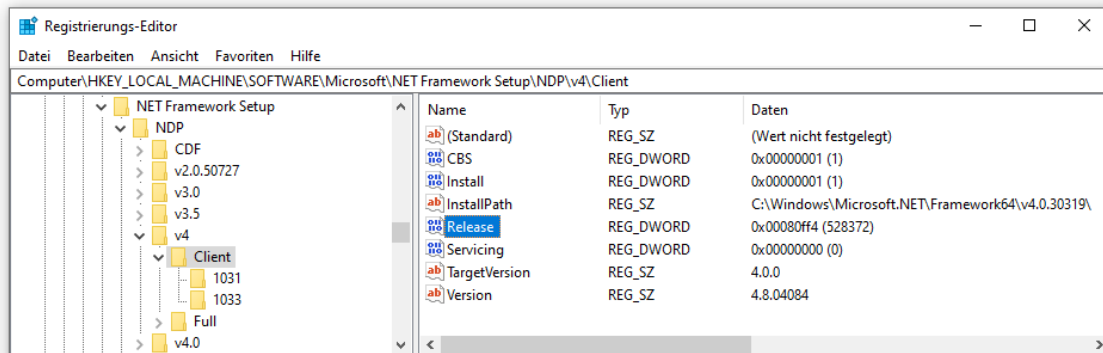 Registrierungs-Editor
Datei Bearbeiten Ansicht Favoriten Hilfe
Computer\HKEY_LOCAL_MACHINE\SOFTWARE\Microsoft\NET Framework Setup\NDP\v4\Client
NET Framework Setup
NDP
CDF
v2.0.50727
v3.0
v3.5
v4
Client
1031
1033
Full
v4.0
Name Typ Daten
(Standard) REG_SZ (Wert nicht festgelegt)
CBS REG_DWORD 0x00000001 (1)
Install REG_DWORD 0x00000001 (1)
InstallPath REG_SZ C:\Windows\Microsoft.NET\Framework64\v4.0.30319\
Release REG_DWORD 0x00080ff4 (528372)
Servicing REG_DWORD 0x00000000 (0)
TargetVersion REG_SZ 4.0.0
Version REG_SZ 4.8.04084